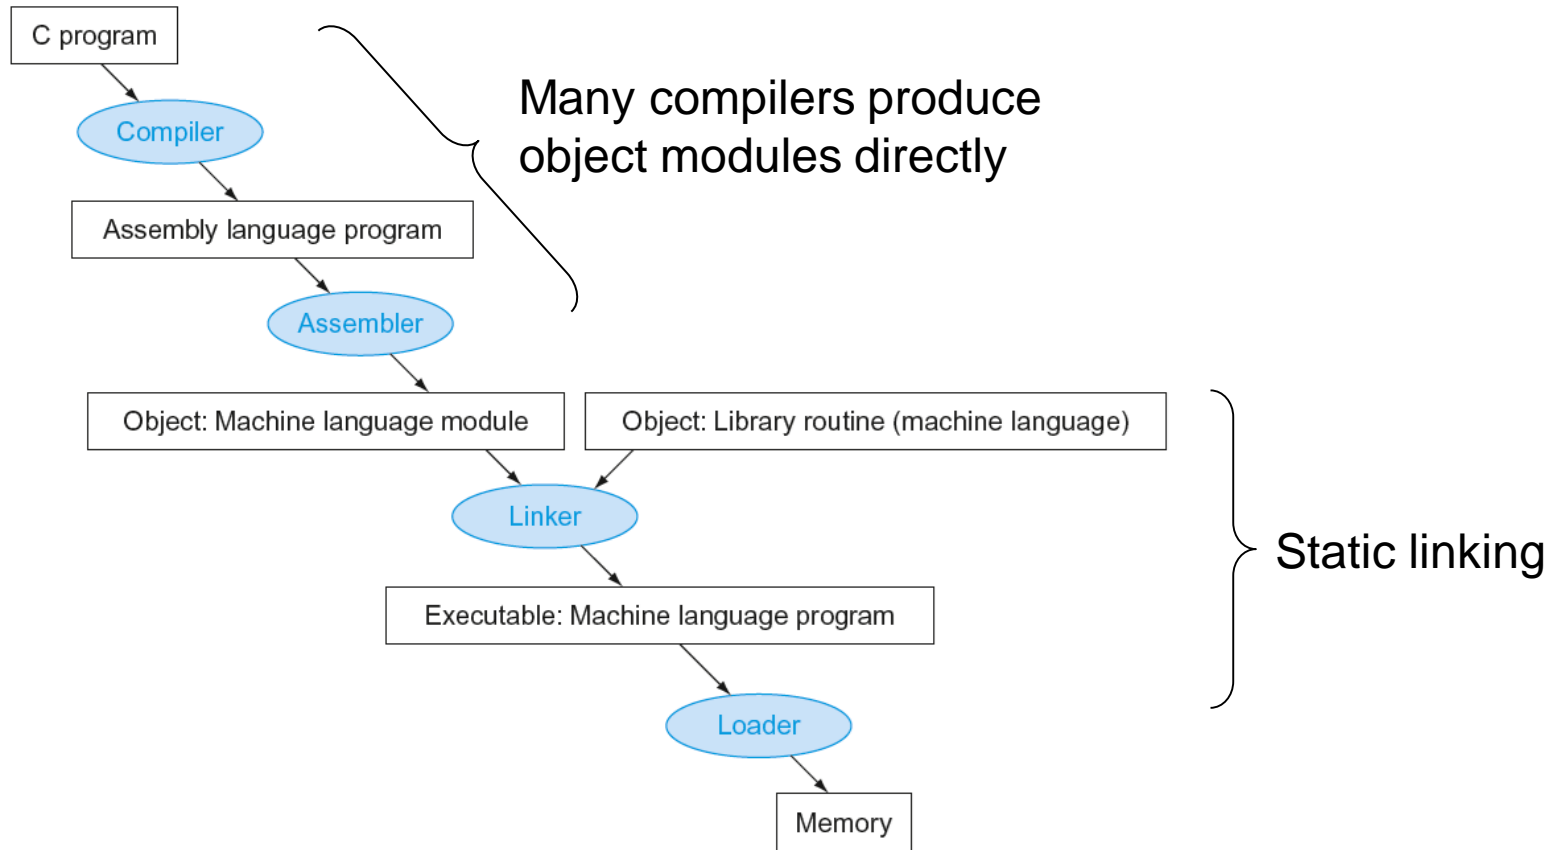 C program
Many compilers produce
object modules directly
Compiler
Assembly language program
Assembler
Object: Machine language module
Object: Library routine (machine language)
Linker
Static linking
Executable: Machine language program
Loader
Memory